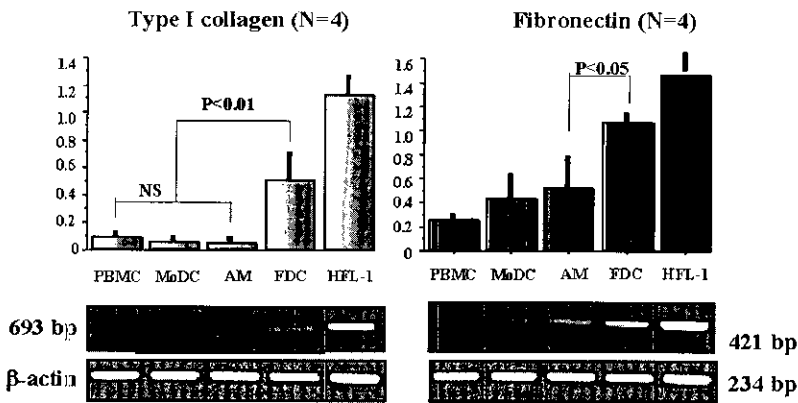 Type I collagen (N=4)
1.4
1.2
1.0
0.8
0.6
0.4
0.2
0
P<0.01
NS
PBMC MoDC AM FDC HFL-1
693 bp
β-actin
Fibronectin (N=4)
1.6
1.4
1.2
1.0
0.8
0.6
0.4
0.2
0
P<0.05
PBMC MoDC AM FDC HFL-1
421 bp
234 bp